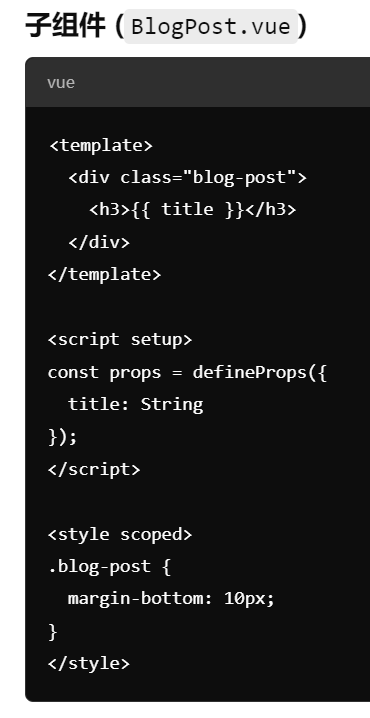 子组件 (BlogPost.vue)
vue
<template>
  <div class="blog-post">
    <h3>{{ title }}</h3>
  </div>
</template>

<script setup>
const props = defineProps({
  title: String
});
</script>

<style scoped>
.blog-post {
  margin-bottom: 10px;
}
</style>